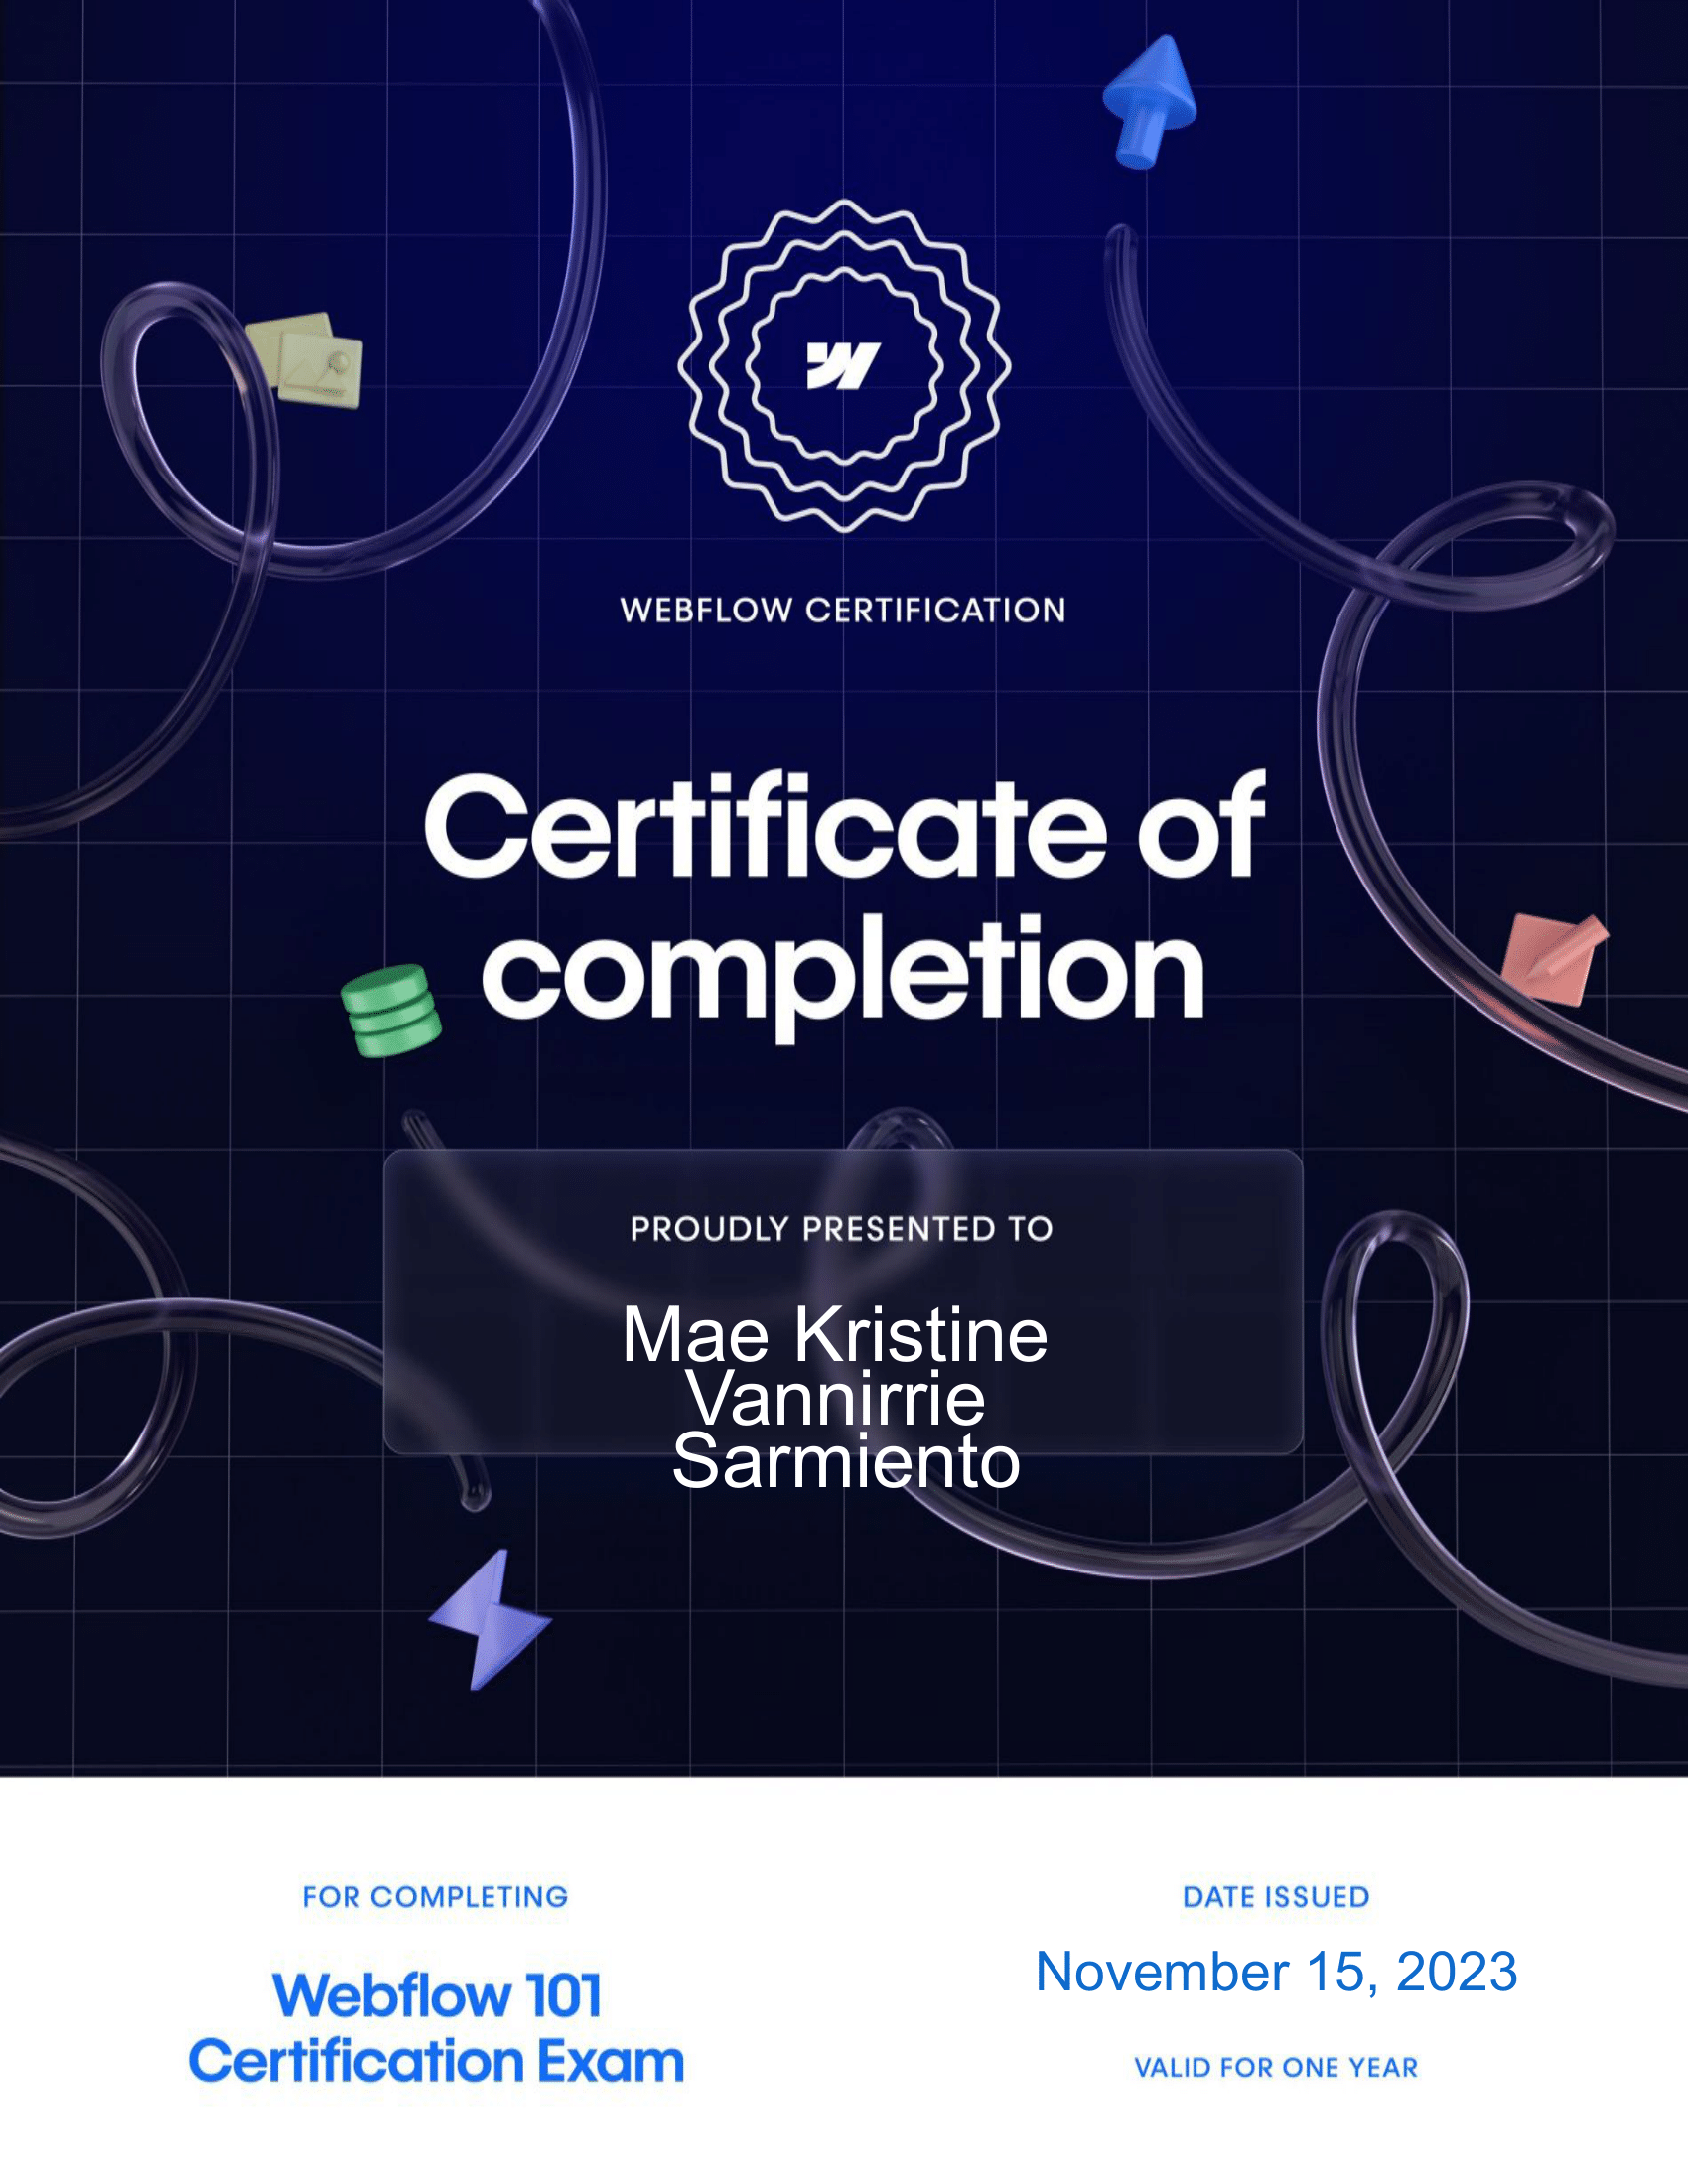 WEBFLOW CERTIFICATION
Certificate of
completion
PROUDLY PRESENTED TO
Mae Kristine
Vannirrie
Sarmiento
FOR COMPLETING
Webflow 101
Certification Exam
DATE ISSUED
November 15, 2023
VALID FOR ONE YEAR